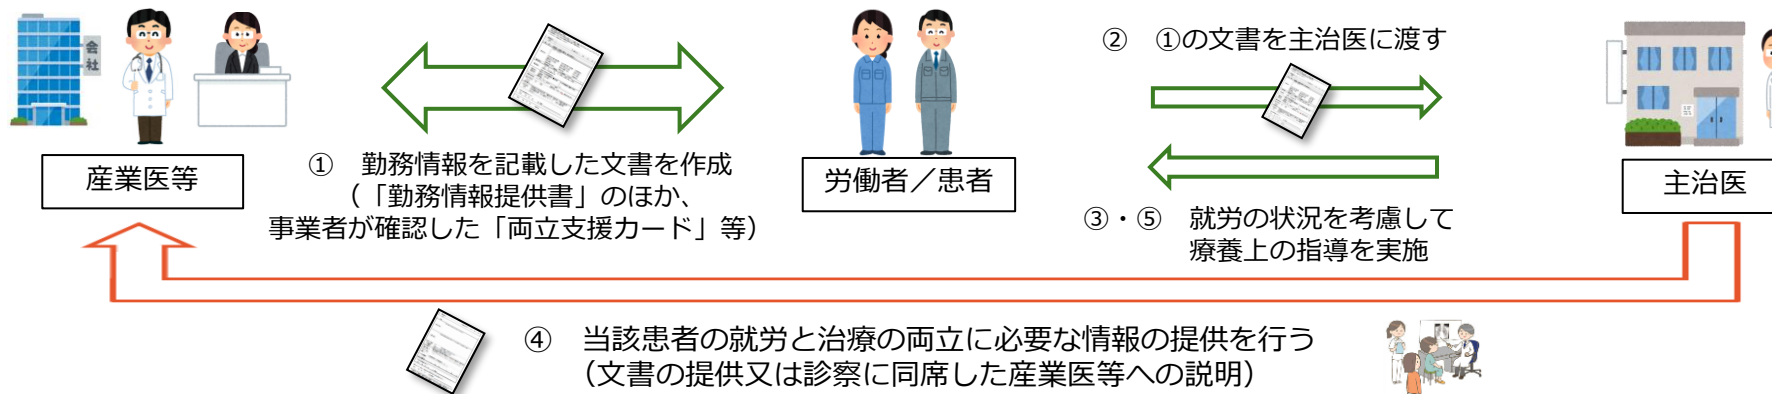 会社
産業医等
① 勤務情報を記載した文書を作成
（「勤務情報提供書」のほか、
事業者が確認した「両立支援カード」等）
労働者／患者
② ①の文書を主治医に渡す
③・⑤ 就労の状況を考慮して
療養上の指導を実施
主治医
④ 当該患者の就労と治療の両立に必要な情報の提供を行う
（文書の提供又は診察に同席した産業医等への説明）